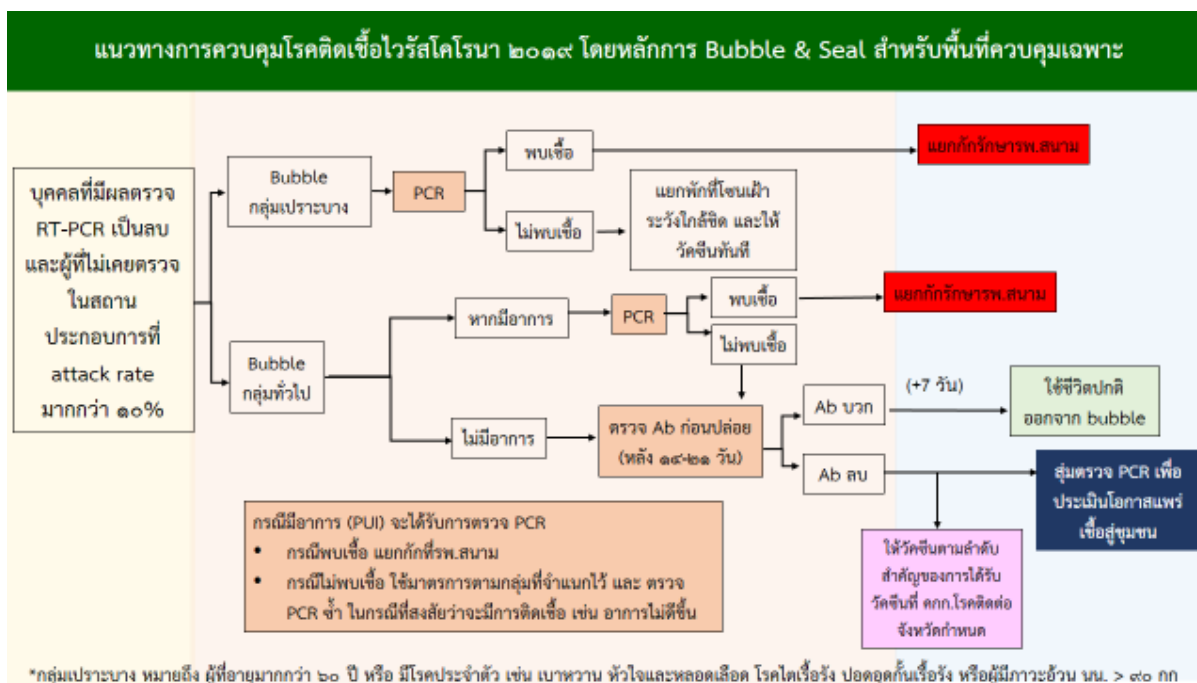 แนวทางการควบคุมโรคติดเชื้อไวรัสโคโรนา ๒๐๑๙ โดยหลักการ Bubble & Seal สำหรับพื้นที่ควบคุมเฉพาะ
บุคคลที่มีผลตรวจ
RT-PCR เป็นลบ
และผู้ที่ไม่เคยตรวจ
ในสถาน
ประกอบการที่
attack rate
มากกว่า ๑๐%
Bubble
กลุ่มเปราะบาง
PCR
พบเชื้อ
แยกกักรักษารพ.สนาม
ไม่พบเชื้อ
แยกพักที่โซนเฝ้า
ระวังใกล้ชิด และให้
วัคซีนทันที
Bubble
กลุ่มทั่วไป
หากมีอาการ
PCR
พบเชื้อ
แยกกักรักษารพ.สนาม
ไม่พบเชื้อ
ไม่มีอาการ
ตรวจ Ab ก่อนปล่อย
(หลัง ๑๔-๒๑ วัน)
Ab บวก
(+7 วัน)
ใช้ชีวิตปกติ
ออกจาก bubble
Ab ลบ
สุ่มตรวจ PCR เพื่อ
ประเมินโอกาสแพร่
เชื้อสู่ชุมชน
ให้วัคซีนตามลำดับ
สำคัญของการได้รับ
วัคซีนที่ คกก.โรคติดต่อ
จังหวัดกำหนด
กรณีมีอาการ (PUI) จะได้รับการตรวจ PCR
• กรณีพบเชื้อ แยกกักที่รพ.สนาม
• กรณีไม่พบเชื้อ ใช้มาตรการตามกลุ่มที่จำแนกไว้ และ ตรวจ
PCR ซ้ำ ในกรณีที่สงสัยว่าจะมีการติดเชื้อ เช่น อาการไม่ดีขึ้น
*กลุ่มเปราะบาง หมายถึง ผู้ที่อายุมากกว่า ๖๐ ปี หรือ มีโรคประจำตัว เช่น เบาหวาน หัวใจและหลอดเลือด โรคไตเรื้อรัง ปอดอุดกั้นเรื้อรัง หรือผู้มีภาวะอ้วน นน. > ๙๐ กก